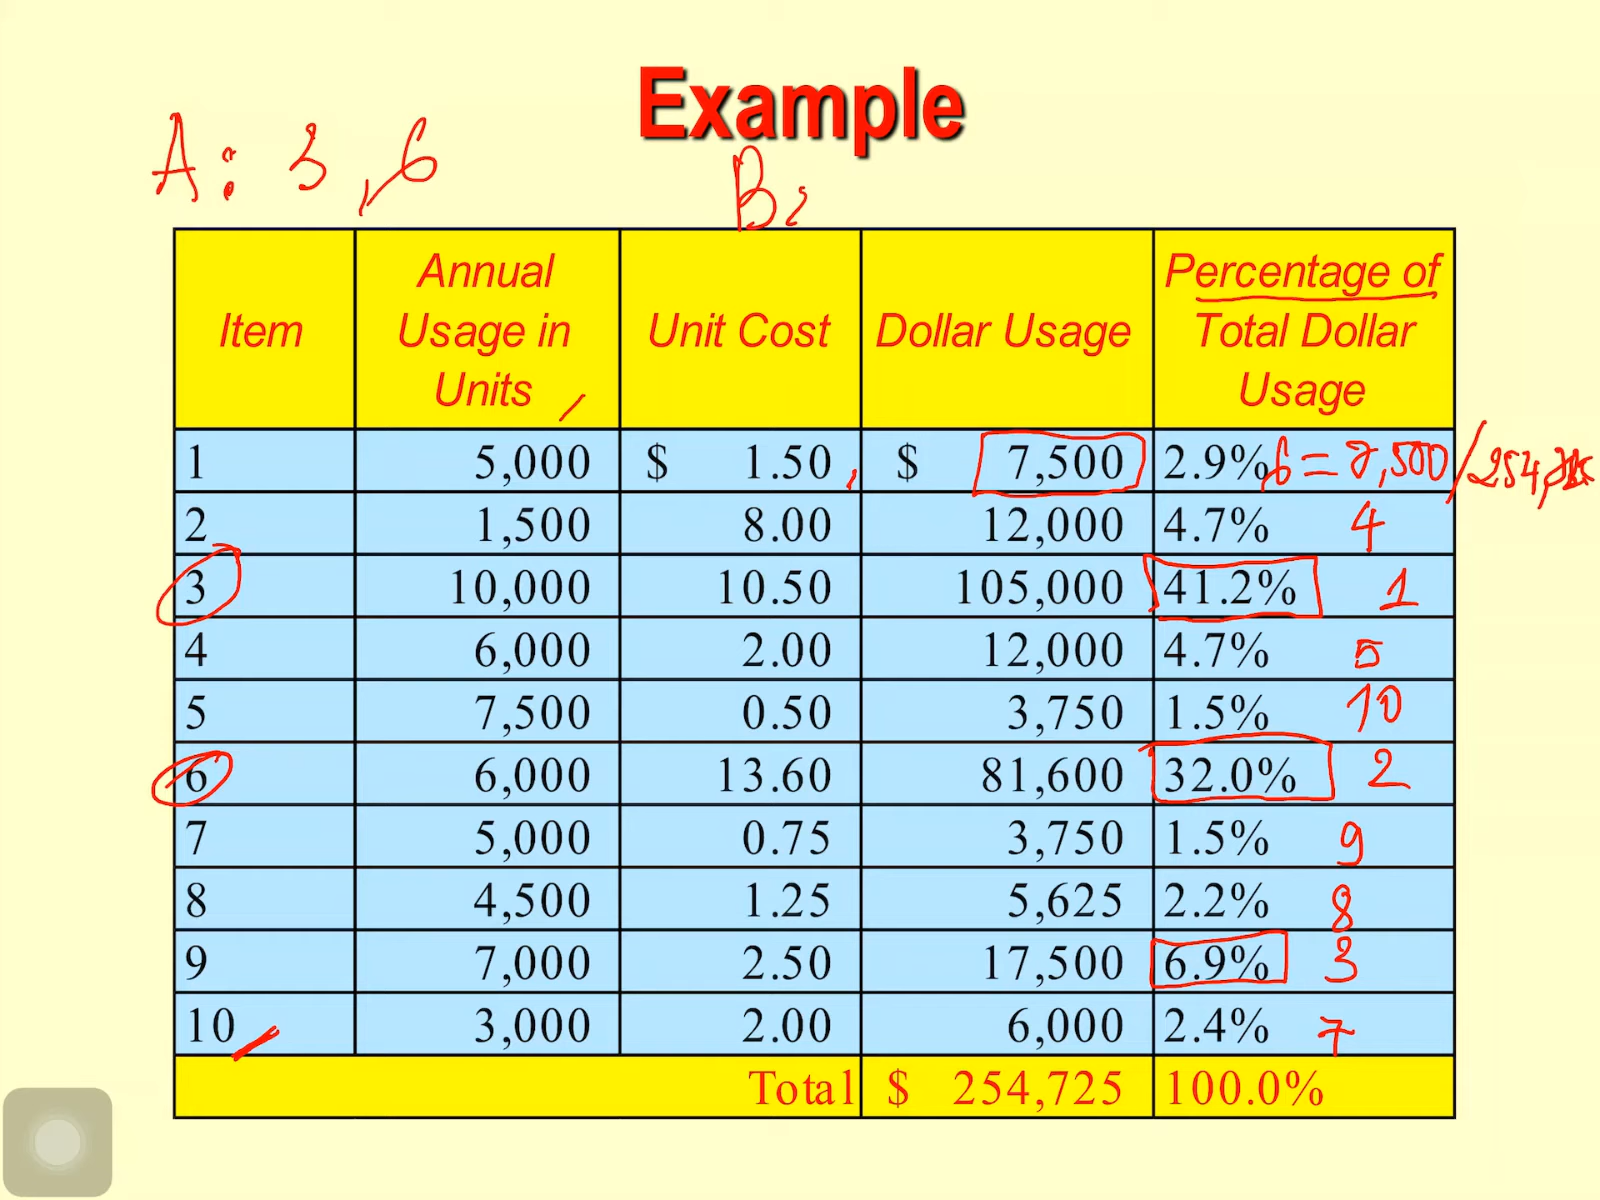 Example
A: 3, 6
B:
Item
Annual
Usage in
Units
Unit Cost
Dollar Usage
Percentage of
Total Dollar
Usage
1 5,000 $ 1.50 $ 7,500 2.9% 6 = 7,500/254,725
2 1,500 8.00 12,000 4.7% 4
3 10,000 10.50 105,000 41.2% 1
4 6,000 2.00 12,000 4.7% 5
5 7,500 0.50 3,750 1.5% 10
6 6,000 13.60 81,600 32.0% 2
7 5,000 0.75 3,750 1.5% 9
8 4,500 1.25 5,625 2.2% 8
9 7,000 2.50 17,500 6.9% 3
10 3,000 2.00 6,000 2.4% 7
Total $ 254,725 100.0%